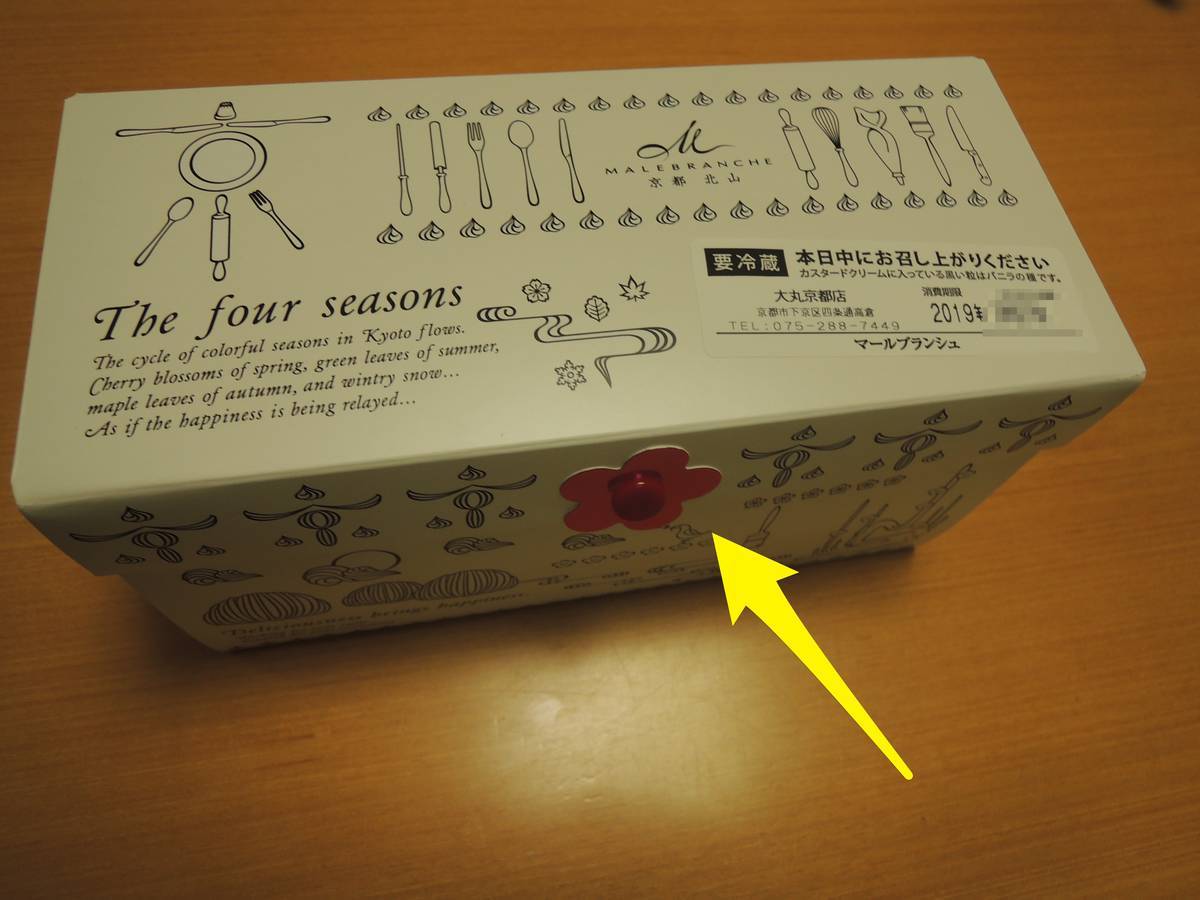 MALEBRANCHE
京都 北山
The four seasons
The cycle of colorful seasons in Kyoto flows.
Cherry blossoms of spring, green leaves of summer,
maple leaves of autumn, and wintry snow...
As if the happiness is being relayed...
要冷蔵 本日中にお召し上がりください
カスタードクリームに入っている黒い粒はバニラの種です。
大丸京都店 消費期限
京都市下京区四条通高倉 2019年
TEL:075-288-7449
マールブランシュ
Deliciousness brings happiness.